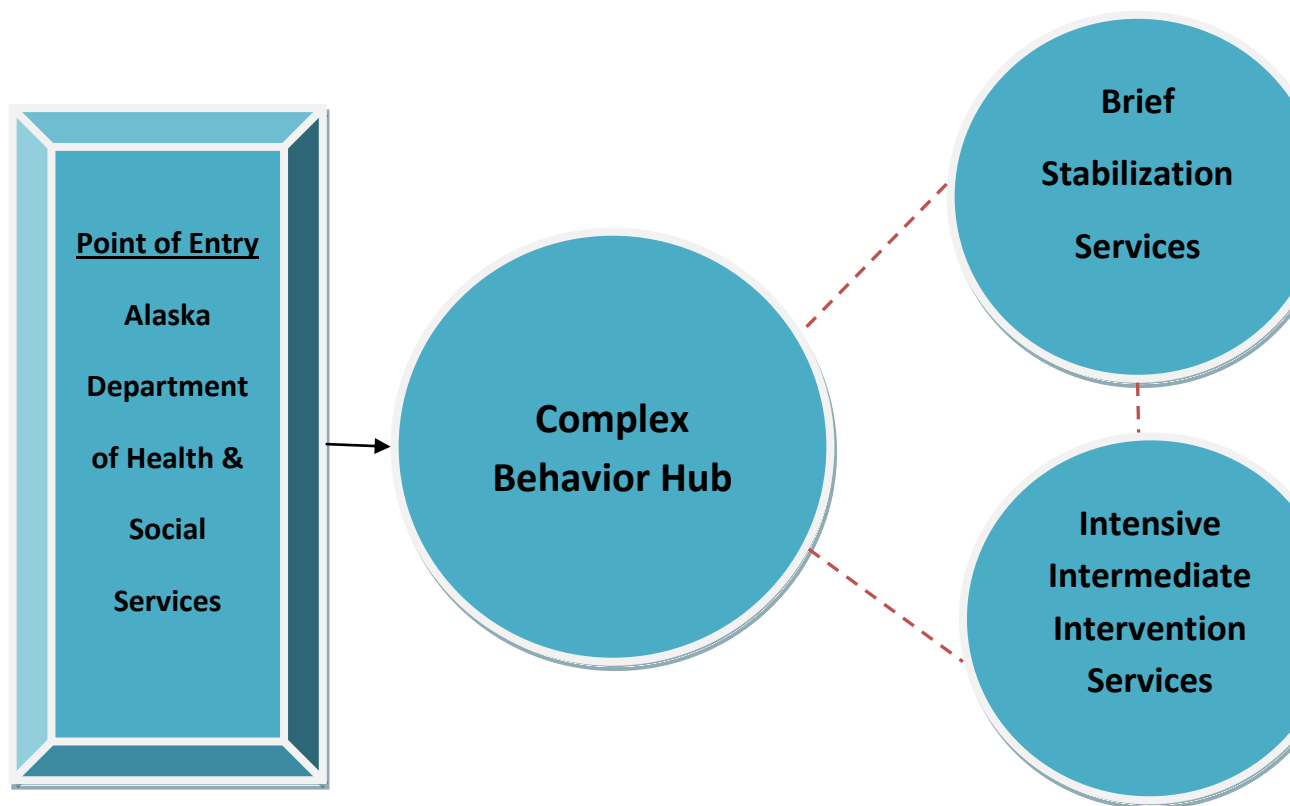 Point of Entry
Alaska
Department
of Health &
Social
Services
Complex
Behavior Hub
Brief
Stabilization
Services
Intensive
Intermediate
Intervention
Services